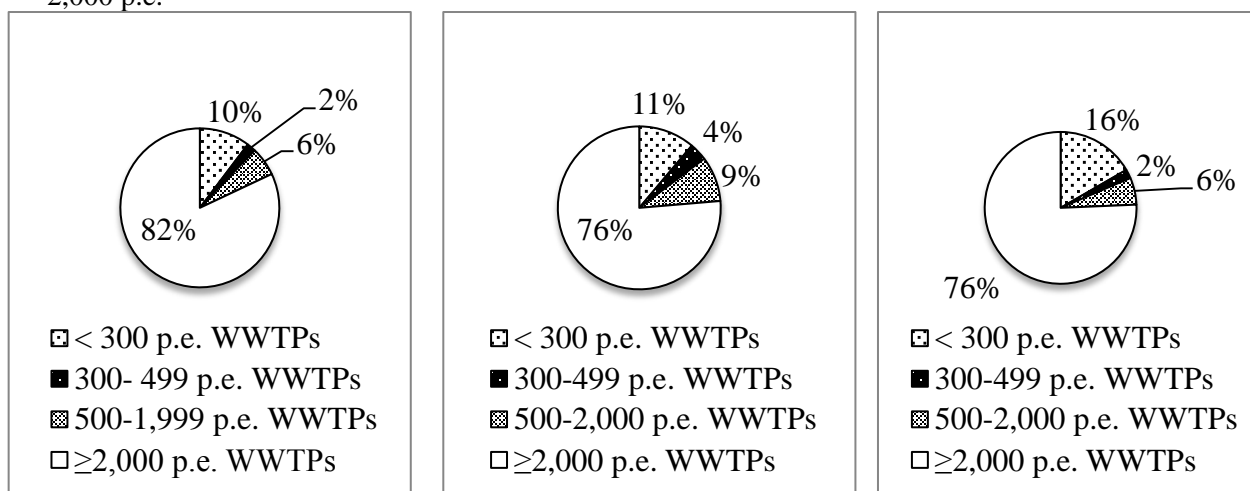 2,000 p.e.
10%
2%
6%
82%
< 300 p.e. WWTPs
300- 499 p.e. WWTPs
500-1,999 p.e. WWTPs
≥2,000 p.e. WWTPs
11%
4%
9%
76%
< 300 p.e. WWTPs
300-499 p.e. WWTPs
500-2,000 p.e. WWTPs
≥2,000 p.e. WWTPs
16%
2%
6%
76%
< 300 p.e. WWTPs
300-499 p.e. WWTPs
500-2,000 p.e. WWTPs
≥2,000 p.e. WWTPs